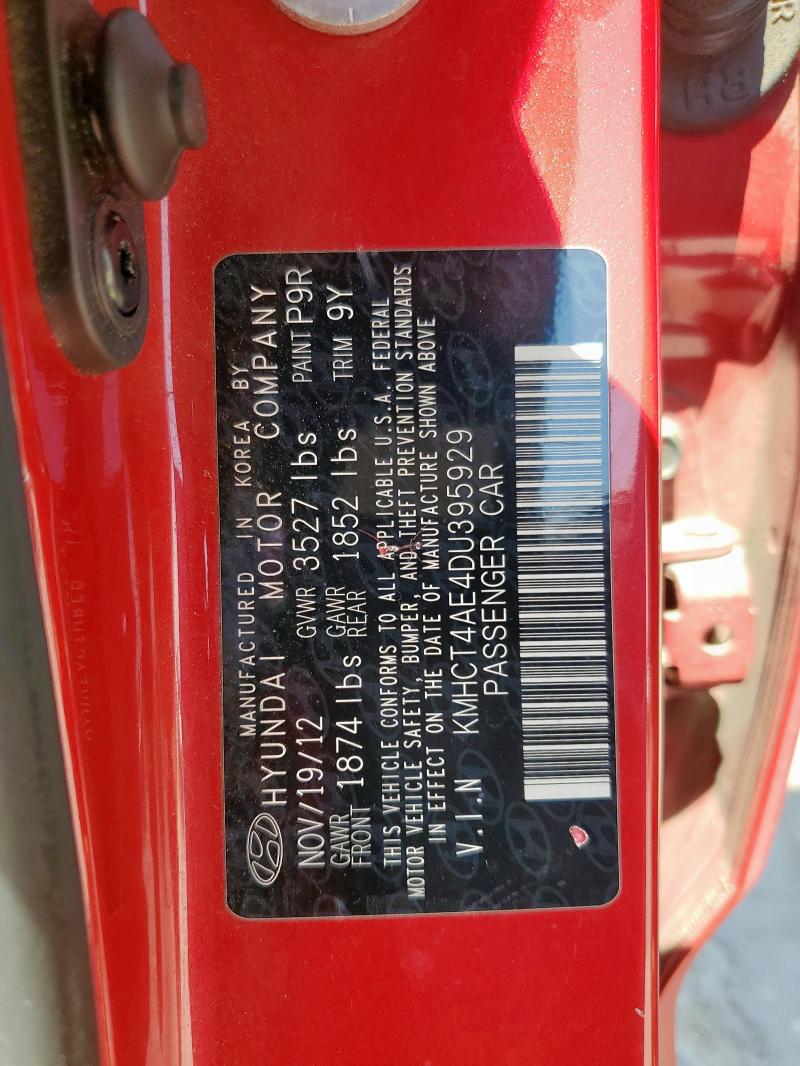 MANUFACTURED IN KOREA BY
HYUNDAI MOTOR COMPANY
NOV/19/12 GVWR 3527 lbs PAINT P9R
GAWR FRONT 1874 lbs GAWR REAR 1852 lbs TRIM 9Y
THIS VEHICLE CONFORMS TO ALL APPLICABLE U.S.A. FEDERAL
MOTOR VEHICLE SAFETY, BUMPER, AND THEFT PREVENTION STANDARDS
IN EFFECT ON THE DATE OF MANUFACTURE SHOWN ABOVE
V.I.N KMHCT4AE4DU395929
PASSENGER CAR
RH